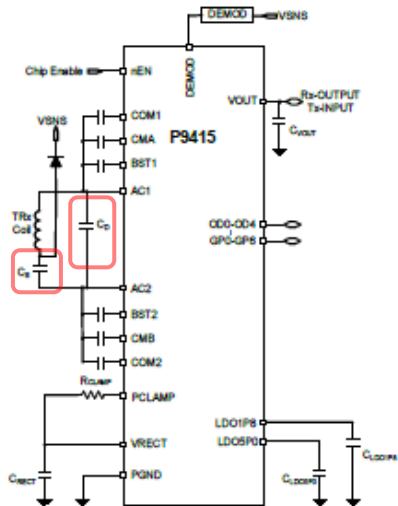 DEMOD
VSNS
Chip Enable
nEN
DEMOD
VOUT
Rx-OUTPUT
Tx-INPUT
CVOUT
P9415
VSNS
COM1
CMA
BST1
AC1
TRx
Coil
CD
CS
AC2
OD0-OD4
GP0-GP6
BST2
CMB
COM2
RCLAMP
PCLAMP
VRECT
PGND
CRECT
LDO1P8
LDO5P0
CLDO5P0
CLDO1P8